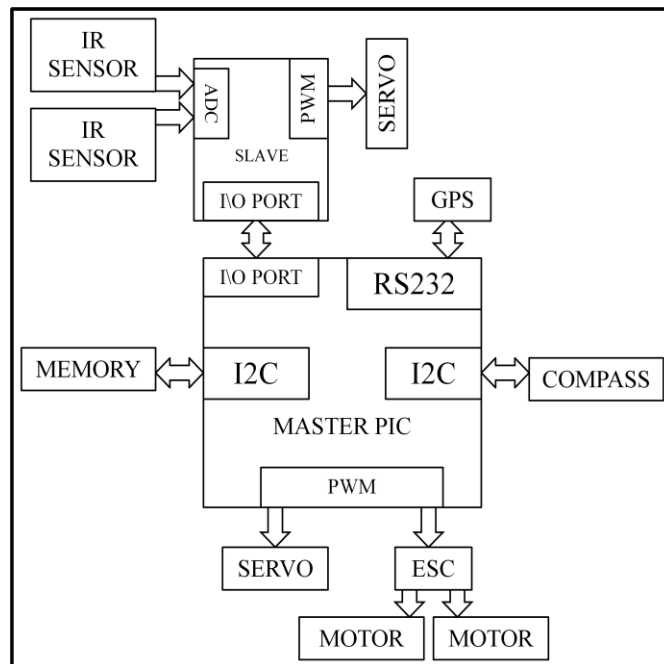 IR
SENSOR
IR
SENSOR
ADC
PWM
SERVO
SLAVE
I\O PORT
GPS
I\O PORT
RS232
MEMORY
I2C
I2C
COMPASS
MASTER PIC
PWM
SERVO
ESC
MOTOR
MOTOR